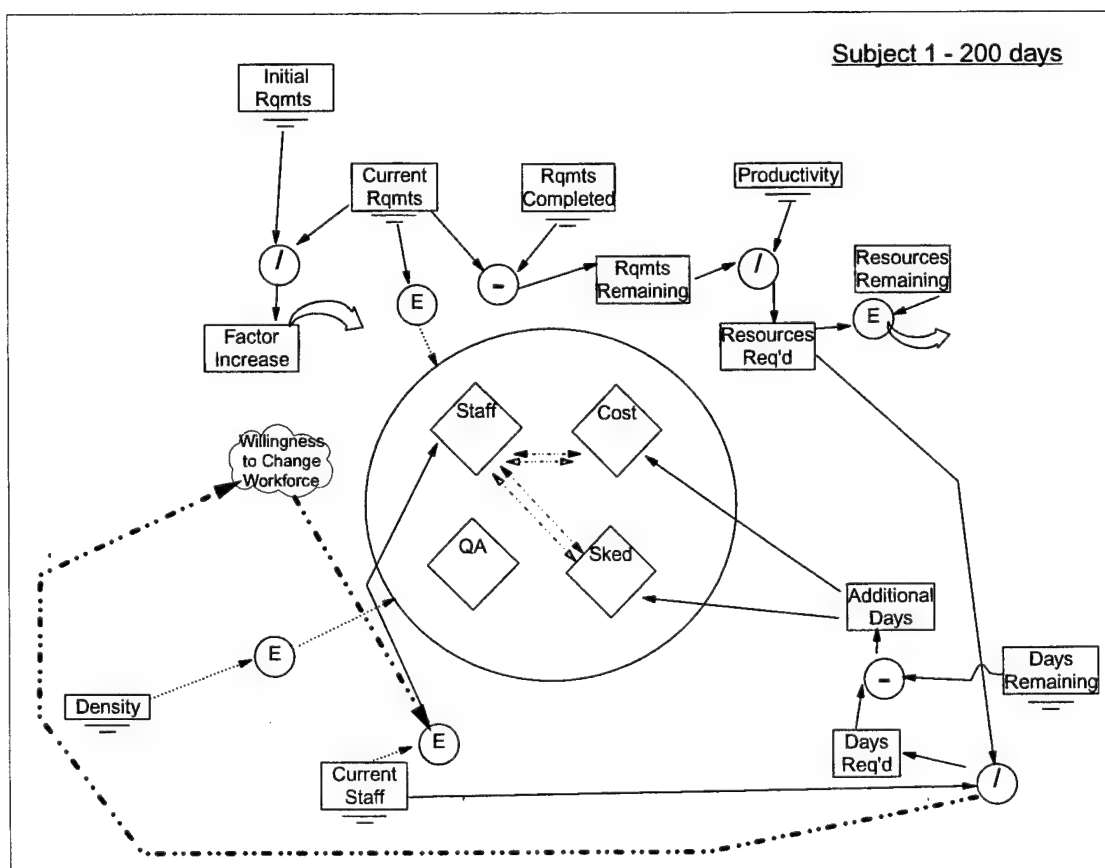 Subject 1 - 200 days
Initial
Rqmts
Current
Rqmts
Rqmts
Completed
Productivity
/
E
-
Rqmts
Remaining
/
Resources
Remaining
E
Factor
Increase
Resources
Req'd
Staff
Cost
Willingness
to Change
Workforce
QA
Sked
Additional
Days
E
-
Days
Remaining
Density
E
Days
Req'd
Current
Staff
/